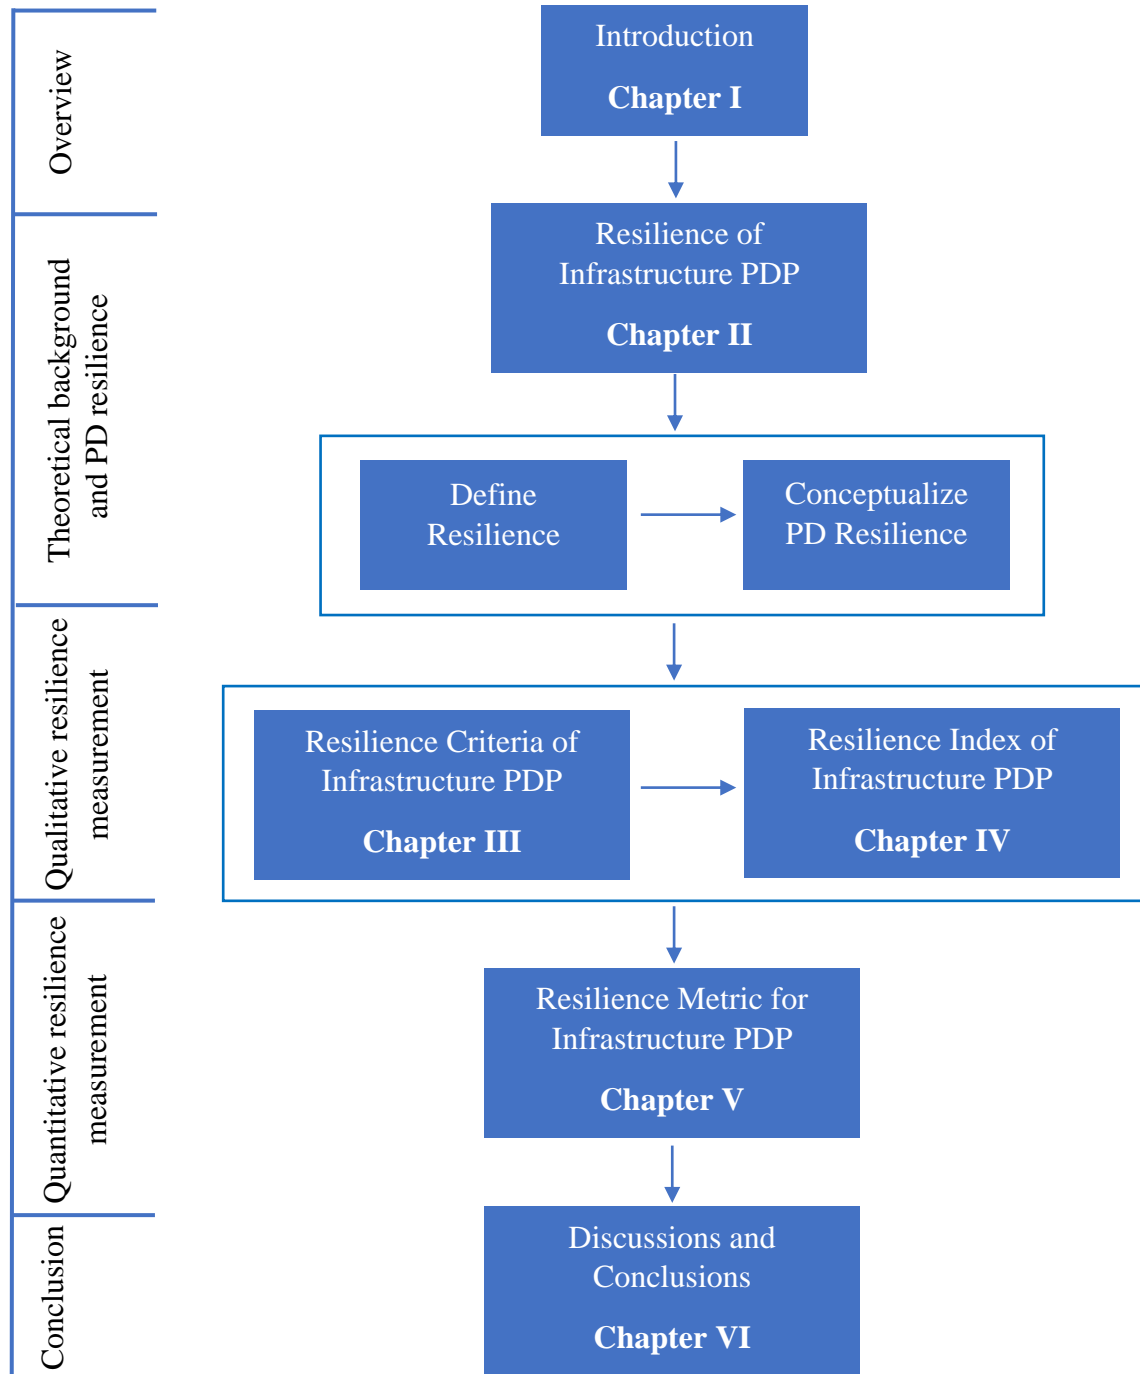 Overview
Introduction
Chapter I
Theoretical background
and PD resilience
Resilience of
Infrastructure PDP
Chapter II
Define
Resilience
Conceptualize
PD Resilience
Qualitative resilience
measurement
Resilience Criteria of
Infrastructure PDP
Chapter III
Resilience Index of
Infrastructure PDP
Chapter IV
Quantitative resilience
measurement
Resilience Metric for
Infrastructure PDP
Chapter V
Conclusion
Discussions and
Conclusions
Chapter VI